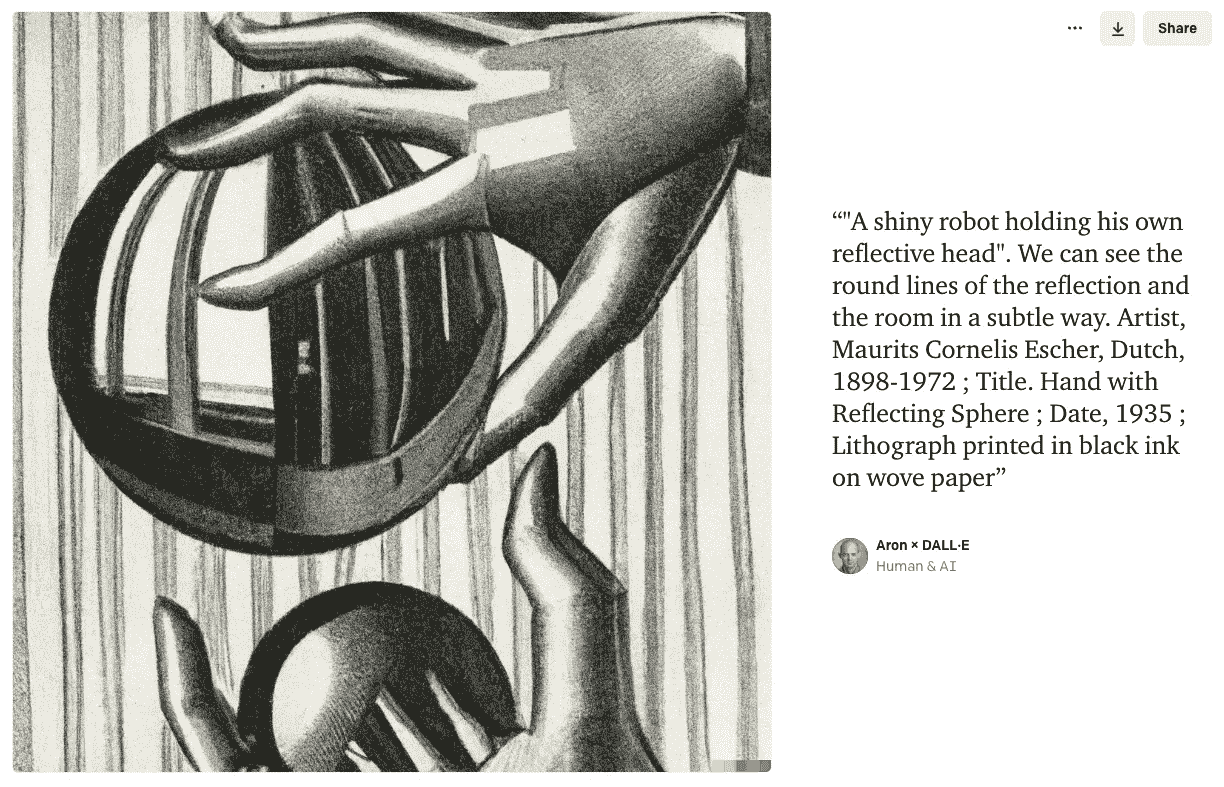 Share
“"A shiny robot holding his own
reflective head". We can see the
round lines of the reflection and
the room in a subtle way. Artist,
Maurits Cornelis Escher, Dutch,
1898-1972 ; Title. Hand with
Reflecting Sphere ; Date, 1935 ;
Lithograph printed in black ink
on wove paper”
Aron × DALL·E
Human & AI